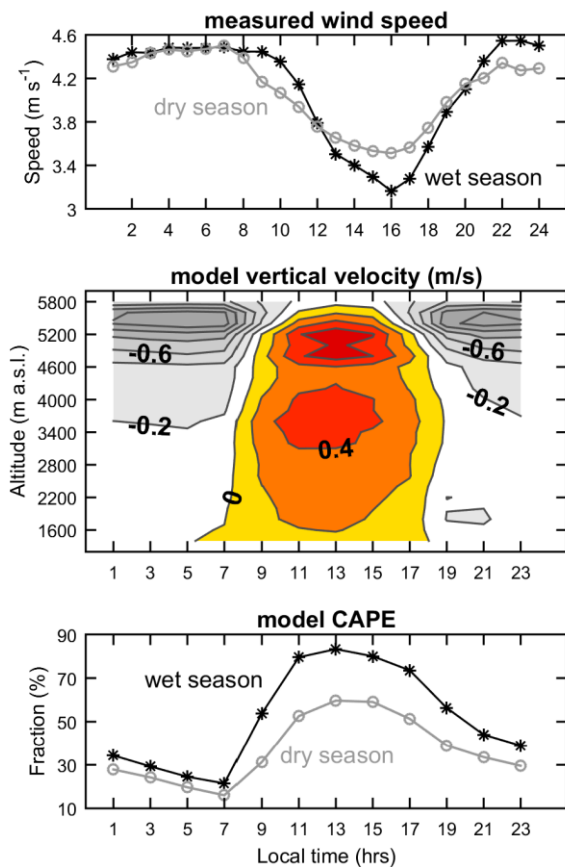 measured wind speed
4.6
4.2
3.8
3.4
3
Speed (m s⁻¹)
dry season
wet season
2 4 6 8 10 12 14 16 18 20 22 24
model vertical velocity (m/s)
5800
5200
4600
3600
2800
2200
1600
Altitude (m a.s.l.)
-0.6
-0.2
0
0.4
-0.6
-0.2
1 3 5 7 9 11 13 15 17 19 21 23
model CAPE
90
70
50
30
10
Fraction (%)
wet season
dry season
1 3 5 7 9 11 13 15 17 19 21 23
Local time (hrs)